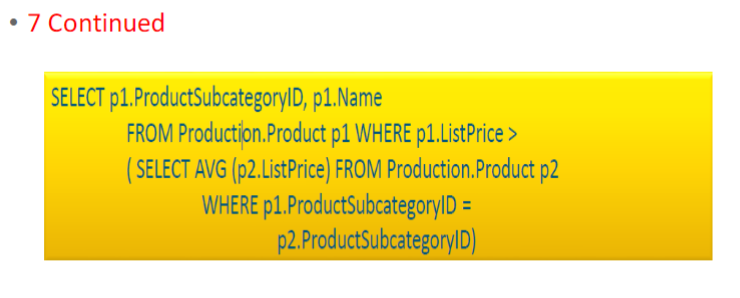 • 7 Continued
SELECT p1.ProductSubcategoryID, p1.Name
FROM Production.Product p1 WHERE p1.ListPrice >
( SELECT AVG (p2.ListPrice) FROM Production.Product p2
WHERE p1.ProductSubcategoryID =
p2.ProductSubcategoryID)